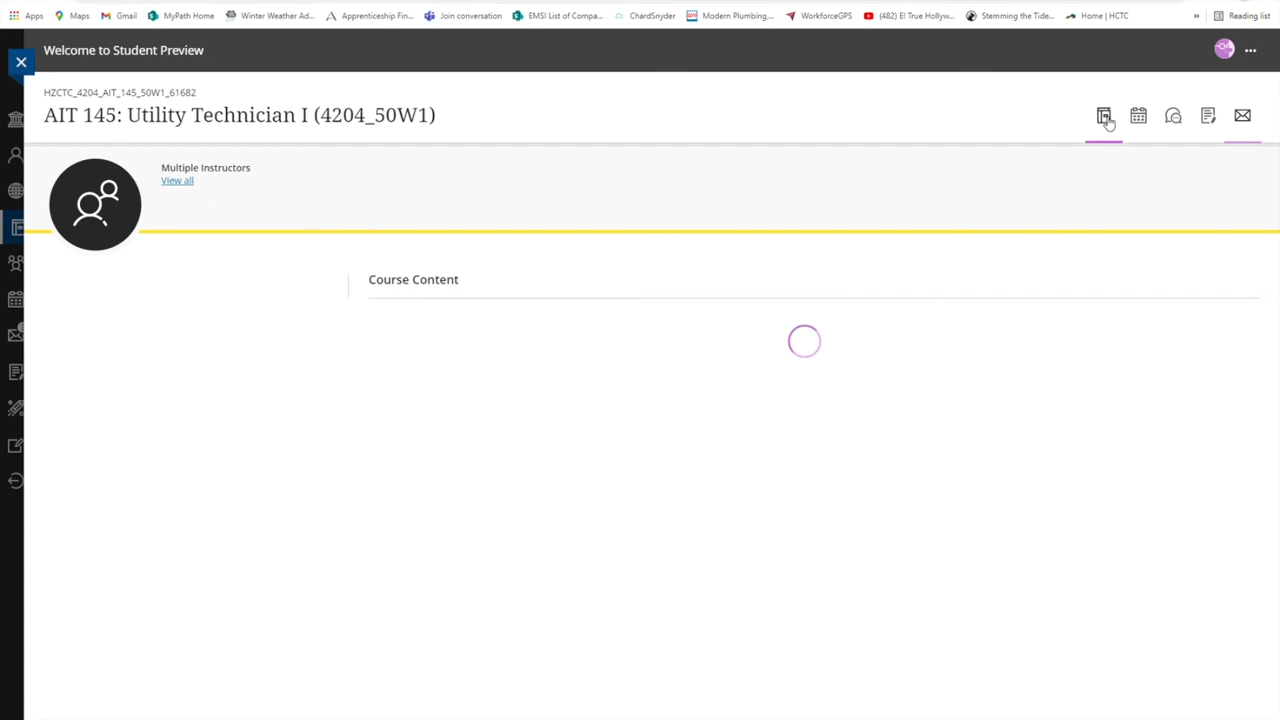 Apps Maps Gmail MyPath Home Winter Weather Ad... Apprenticeship Fin... Join conversation EMSI List of Compa... ChardSnyder Modern Plumbing,... WorkforceGPS (482) E! True Hollyw... Stemming the Tide... Home | HCTC » Reading list
Welcome to Student Preview
HZCTC_4204_AIT_145_50W1_61682
AIT 145: Utility Technician I (4204_50W1)
Multiple Instructors
View all
Course Content